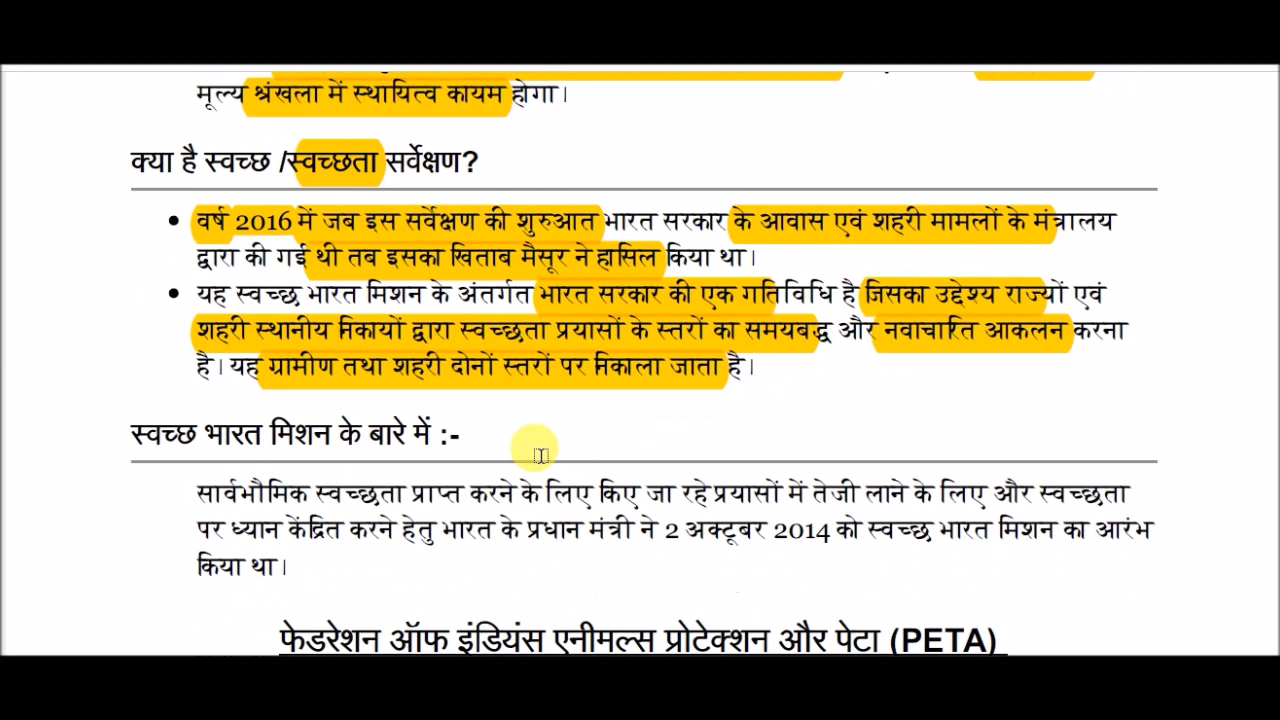 मूल्य श्रंखला में स्थायित्व कायम होगा।
क्या है स्वच्छ /स्वच्छता सर्वेक्षण?
• वर्ष 2016 में जब इस सर्वेक्षण की शुरुआत भारत सरकार के आवास एवं शहरी मामलों के मंत्रालय
द्वारा की गई थी तब इसका खिताब मैसूर ने हासिल किया था।
• यह स्वच्छ भारत मिशन के अंतर्गत भारत सरकार की एक गतिविधि है जिसका उद्देश्य राज्यों एवं
शहरी स्थानीय निकायों द्वारा स्वच्छता प्रयासों के स्तरों का समयबद्ध और नवाचारित आकलन करना
है। यह ग्रामीण तथा शहरी दोनों स्तरों पर निकाला जाता है।
स्वच्छ भारत मिशन के बारे में :-
सार्वभौमिक स्वच्छता प्राप्त करने के लिए किए जा रहे प्रयासों में तेजी लाने के लिए और स्वच्छता
पर ध्यान केंद्रित करने हेतु भारत के प्रधान मंत्री ने 2 अक्टूबर 2014 को स्वच्छ भारत मिशन का आरंभ
किया था।
फेडरेशन ऑफ इंडियंस एनीमल्स प्रोटेक्शन और पेटा (PETA)